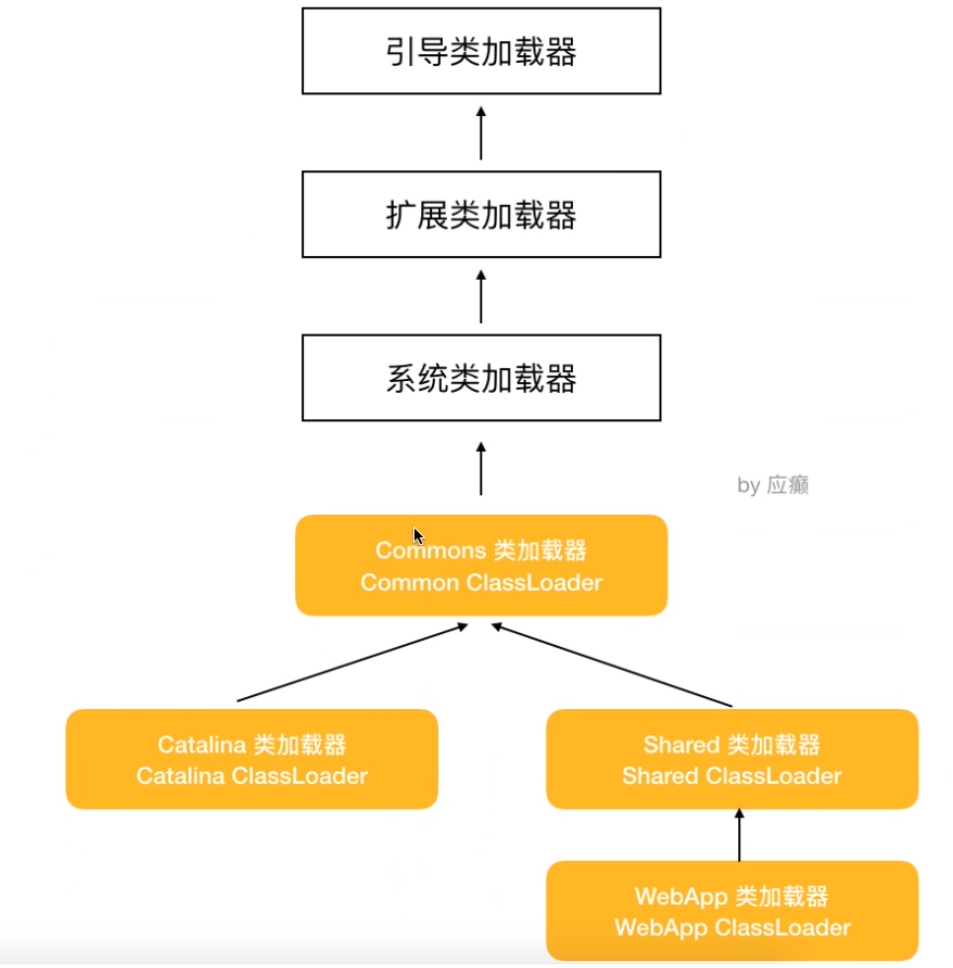 引导类加载器
扩展类加载器
系统类加载器
by 应癫
Commons 类加载器
Common ClassLoader
Catalina 类加载器
Catalina ClassLoader
Shared 类加载器
Shared ClassLoader
WebApp 类加载器
WebApp ClassLoader